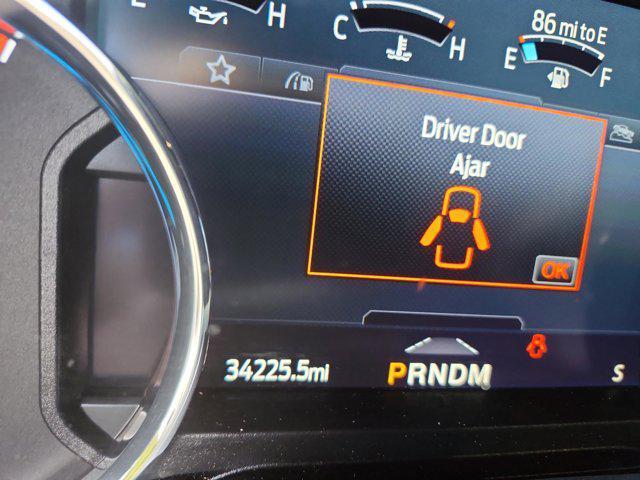 H
C
H
86 mi to E
E
F
Driver Door
Ajar
OK
34225.5mi
PRNDM
S